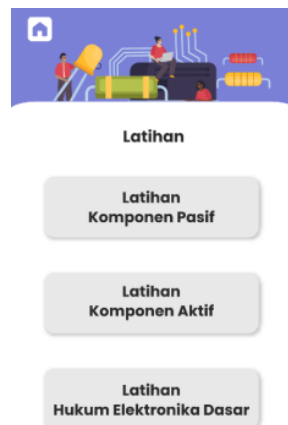 Latihan
Latihan
Komponen Pasif
Latihan
Komponen Aktif
Latihan
Hukum Elektronika Dasar